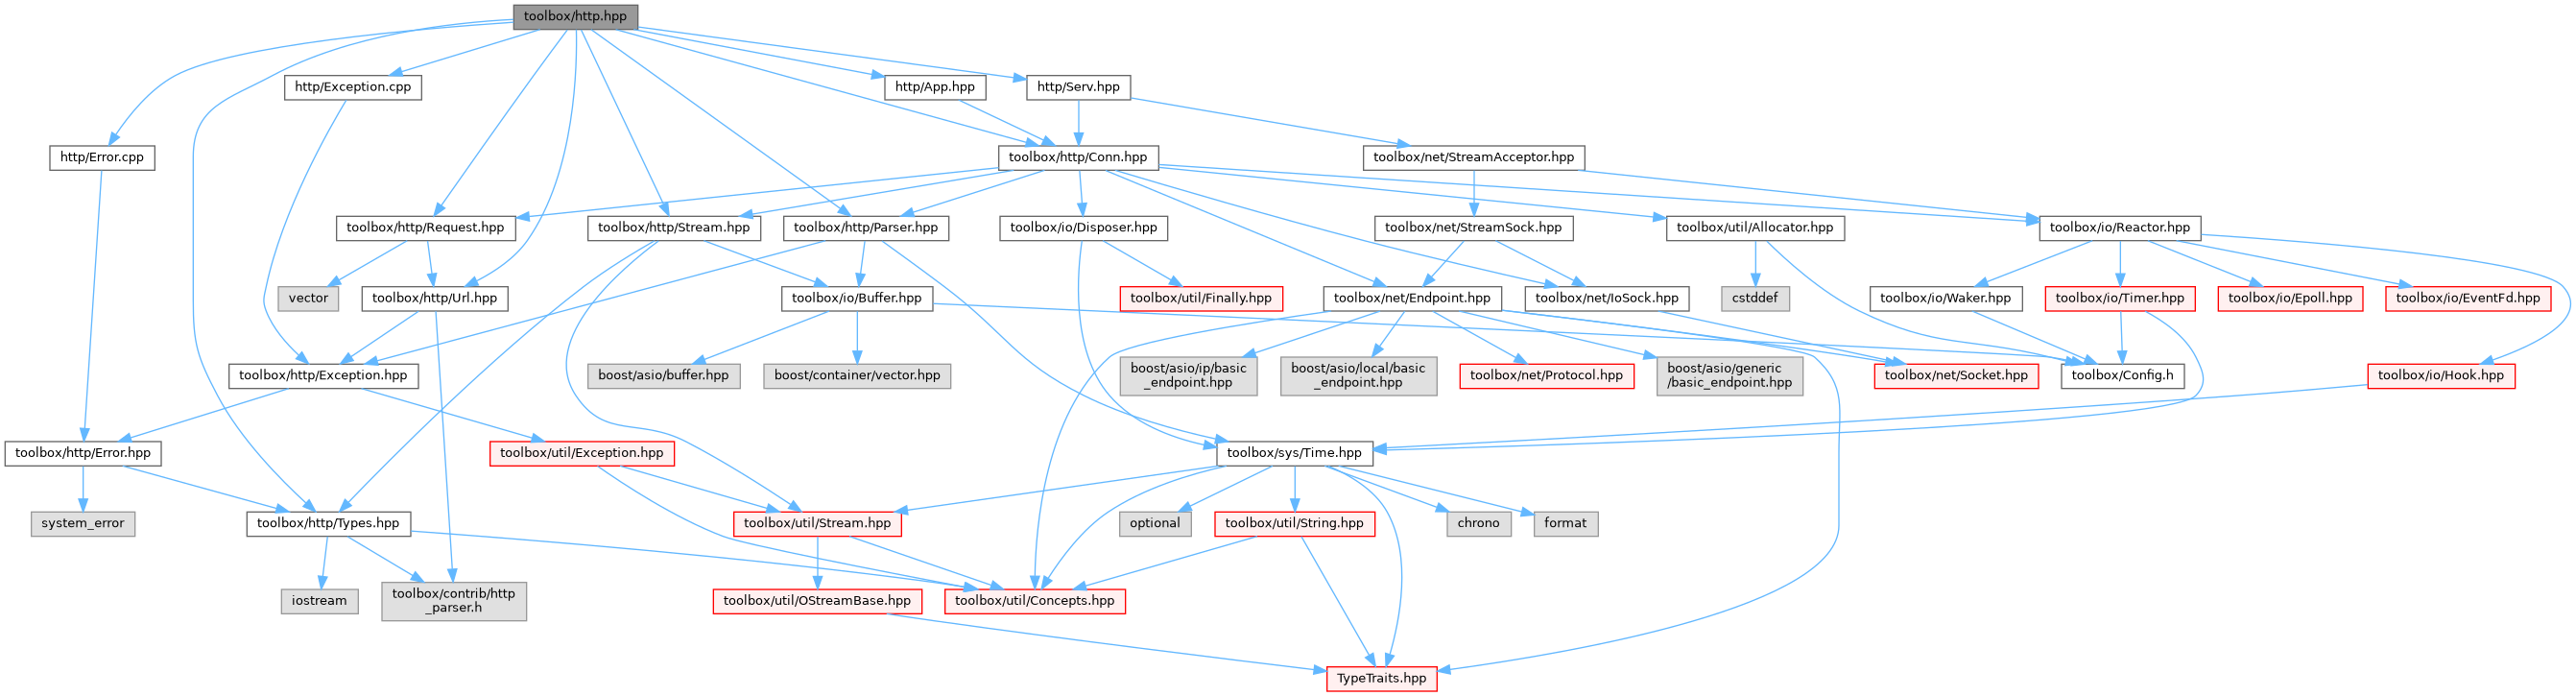 toolbox/http.hpp
http/Exception.cpp
http/App.hpp
http/Serv.hpp
http/Error.cpp
toolbox/http/Conn.hpp
toolbox/net/StreamAcceptor.hpp
toolbox/http/Request.hpp
toolbox/http/Stream.hpp
toolbox/http/Parser.hpp
toolbox/io/Disposer.hpp
toolbox/net/StreamSock.hpp
toolbox/util/Allocator.hpp
toolbox/io/Reactor.hpp
vector
toolbox/http/Url.hpp
toolbox/io/Buffer.hpp
toolbox/util/Finally.hpp
toolbox/net/Endpoint.hpp
toolbox/net/IoSock.hpp
cstddef
toolbox/io/Waker.hpp
toolbox/io/Timer.hpp
toolbox/io/Epoll.hpp
toolbox/io/EventFd.hpp
toolbox/http/Exception.hpp
boost/asio/buffer.hpp
boost/container/vector.hpp
boost/asio/ip/basic
_endpoint.hpp
boost/asio/local/basic
_endpoint.hpp
toolbox/net/Protocol.hpp
boost/asio/generic
/basic_endpoint.hpp
toolbox/net/Socket.hpp
toolbox/Config.h
toolbox/io/Hook.hpp
toolbox/http/Error.hpp
toolbox/util/Exception.hpp
toolbox/sys/Time.hpp
system_error
toolbox/http/Types.hpp
toolbox/util/Stream.hpp
optional
toolbox/util/String.hpp
chrono
format
iostream
toolbox/contrib/http
_parser.h
toolbox/util/OStreamBase.hpp
toolbox/util/Concepts.hpp
TypeTraits.hpp